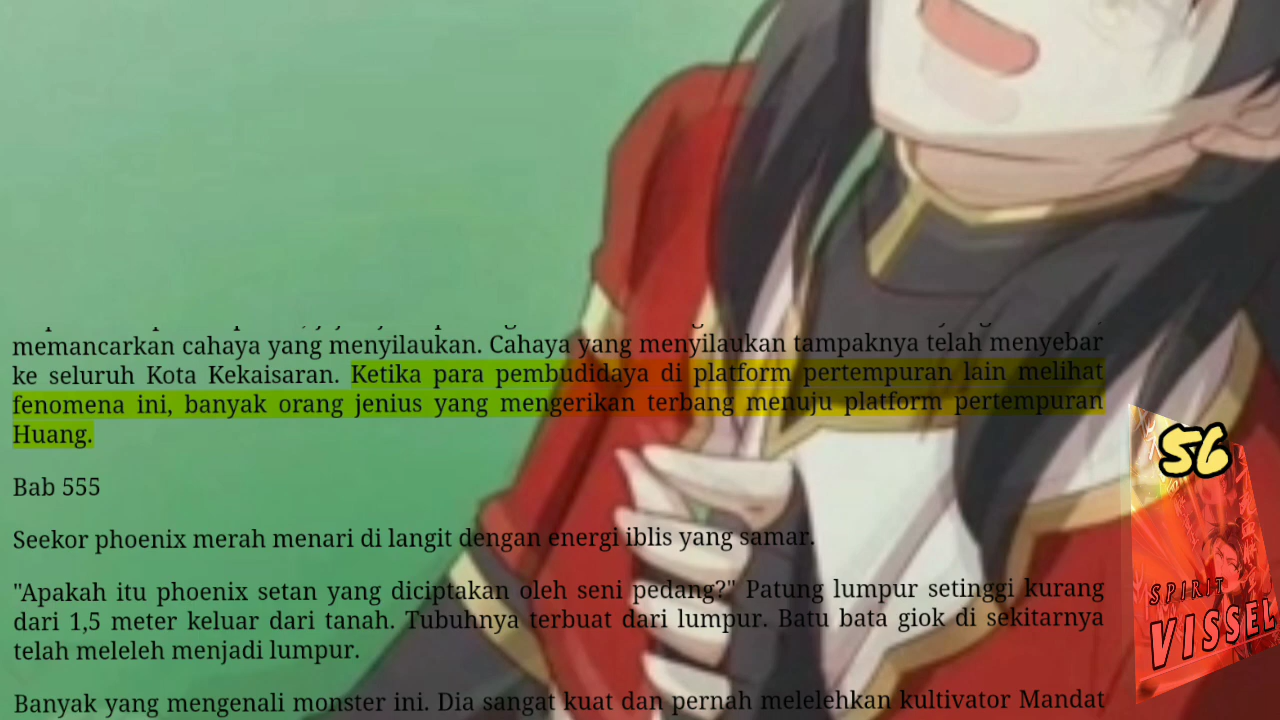 memancarkan cahaya yang menyilaukan. Cahaya yang menyilaukan tampaknya telah menyebar
ke seluruh Kota Kekaisaran. Ketika para pembudidaya di platform pertempuran lain melihat
fenomena ini, banyak orang jenius yang mengerikan terbang menuju platform pertempuran
Huang.
Bab 555
Seekor phoenix merah menari di langit dengan energi iblis yang samar.
"Apakah itu phoenix setan yang diciptakan oleh seni pedang?" Patung lumpur setinggi kurang
dari 1,5 meter keluar dari tanah. Tubuhnya terbuat dari lumpur. Batu bata giok di sekitarnya
telah meleleh menjadi lumpur.
Banyak yang mengenali monster ini. Dia sangat kuat dan pernah melelehkan kultivator Mandat
56
SPIRIT
VISSEL